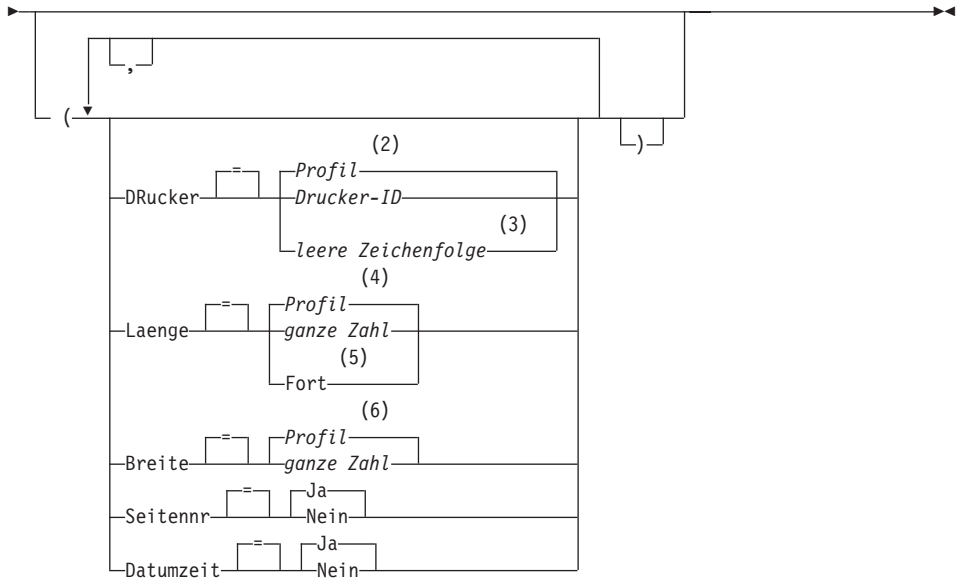 ,
(
)
(2)
=
Profil
DRucker
Drucker-ID
(3)
leere Zeichenfolge
(4)
=
Profil
Laenge
ganze Zahl
(5)
Fort
(6)
=
Profil
Breite
ganze Zahl
=
Ja
Seitennr
Nein
=
Ja
Datumzeit
Nein